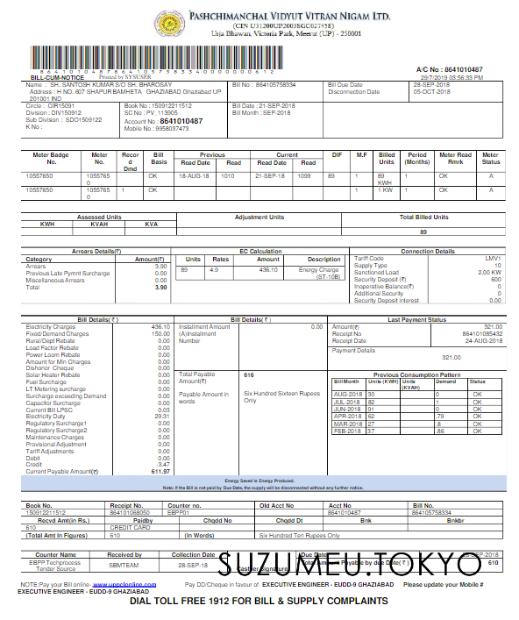 PASHCHIMANCHAL VIDYUT VITRAN NIGAM LTD.
(CIN U31200UP2003SGC027458)
Urja Bhawan, Victoria Park, Meerut (UP) - 250001
A/C No : 8641010487
BILL-CUM-NOTICE Printed by SYSUSER 29/7/2019 03:56:33 PM
Name : SH. SANTOSH KUMAR S/O SH. BHAROSAY
Address : H NO. 607 SHAPUR BAMHETA GHAZIABAD Ghaziabad UP
201001 IND
Bill No : 864105758334
Bill Due Date 28-SEP-2018
Disconnection Date 05-OCT-2018
Circle : CIR15091
Division : DIV150912
Sub Division : SDO1509122
K No :
Book No : 150912211512
SC No : PV_113905
Account No : 8641010487
Mobile No : 9958037473
Bill Date : 21-SEP-2018
Bill Month : SEP-2018
Meter Badge No. Meter No. Record Dmd Bill Basis Previous Current DIF M.F Billed Units Period (Months) Meter Read Rmrk Meter Status
Read Date Read Read Date Read
10557650 10557650 OK 18-AUG-18 1010 21-SEP-18 1099 89 1 89 KWH 1 OK A
10557650 10557650 1 OK 1 1 KW 1 OK A
Assessed Units Adjustment Units Total Billed Units
KWH KVAH KVA
89
Arrears Details(₹) EC Calculation Connection Details
Category Amount(₹)
Arrears 3.90
Previous Late Pymnt Surcharge 0.00
Miscellaneous Arrears 0.00
Total 3.90
Units Rates Amount Description
89 4.9 436.10 Energy Charge (ST-10B)
Tariff Code LMV1
Supply Type 10
Sanctioned Load 2.00 KW
Security Deposit (₹) 600
Inoperative Balance(₹) 0
Additional Security 0
Security Deposit interest 0.00
Bill Details(₹) Bill Details(₹) Last Payment Status
Electricity Charges 436.10
Fixed Demand Charges 150.00
Rural/Dept Rebate 0.00
Load Factor Rebate 0.00
Power Loom Rebate 0.00
Amount for Min Charges 0.00
Dishonor Cheque 0.00
Solar Heater Rebate 0.00
Fuel Surcharge 0.00
LT Metering surcharge 0.00
Surcharge exceeding Demand 0.00
Capacitor Surcharge 0.00
Current Bill LPSC 0.03
Electricity Duty 29.31
Regulatory Surcharge1 0.00
Regulatory Surcharge2 0.00
Maintenance Charges 0.00
Provisional Adjustment 0.00
Tariff Adjustments 0.00
Debit 0.00
Credit -3.47
Current Payable Amount(₹) 611.97
Installment Amount 0.00
(A)Installment
Number
Total Payable Amount(₹) 616
Payable Amount in words Six Hundred Sixteen Rupees Only
Amount(₹) 321.00
Receipt No 864101085432
Receipt Date 24-AUG-2018
Payment Details
321.00
Previous Consumption Pattern
Bill Month Units (KWH) Units (KVAH) Demand Status
AUG-2018 30 0 OK
JUL-2018 82 1 OK
JUN-2018 91 0 OK
APR-2018 62 .79 OK
MAR-2018 27 .8 OK
FEB-2018 37 .86 OK
Energy Saved is Energy Produced.
Note: If the Bill is not paid by Due Date, the supply will be disconnected without any further notice.
Book No. Receipt No. Counter no. Old Acct No Acct No Bill No.
150912211512 864101088050 EBPP01 8641010487 864105758334
Recvd Amt(in Rs.) Paidby Chqdd No Chqdd Dt Bnk Bnkbr
610 CREDIT CARD
(Total Amt in Figures) 610 (In Words) Six Hundred Ten Rupees Only
Counter Name Received by Collection Date Due Date SEP-2018
EBPP Techprocess Tender Source SBMTEAM 28-SEP-18 Cashier Signature Total Amount Payable by due Date(₹) 610
SUZUMEU.TOKYO
NOTE:Pay your Bill online- www.uppclonline.com Pay DD/Cheque in favour of EXECUTIVE ENGINEER - EUDD-9 GHAZIABAD Please update your Mobile #
EXECUTIVE ENGINEER - EUDD-9 GHAZIABAD
DIAL TOLL FREE 1912 FOR BILL & SUPPLY COMPLAINTS